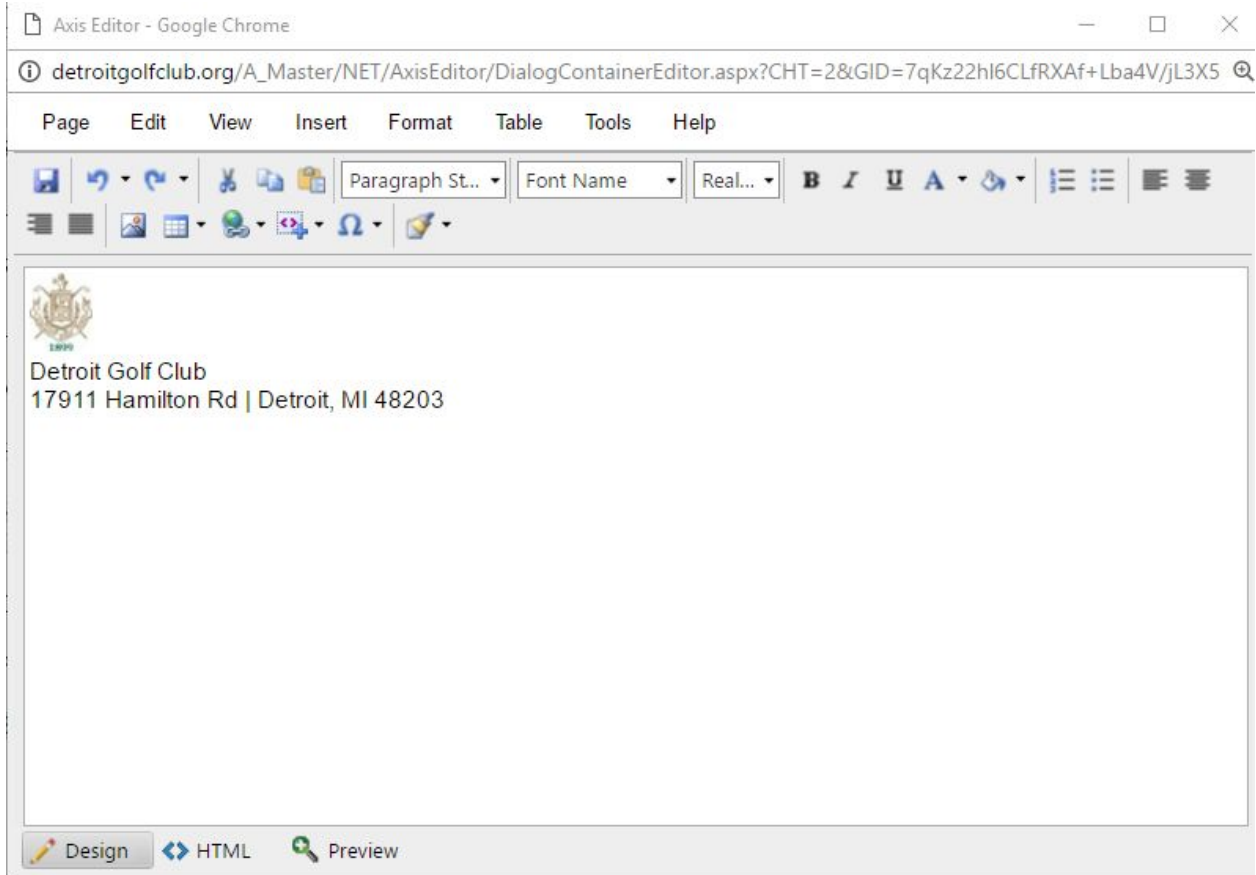 Axis Editor - Google Chrome
detroitgolfclub.org/A_Master/NET/AxisEditor/DialogContainerEditor.aspx?CHT=2&GID=7qKz22hI6CLfRXAf+Lba4V/jL3X5
Page Edit View Insert Format Table Tools Help
Paragraph St... Font Name Real... B I U A
Ω
1899
Detroit Golf Club
17911 Hamilton Rd | Detroit, MI 48203
Design HTML Preview